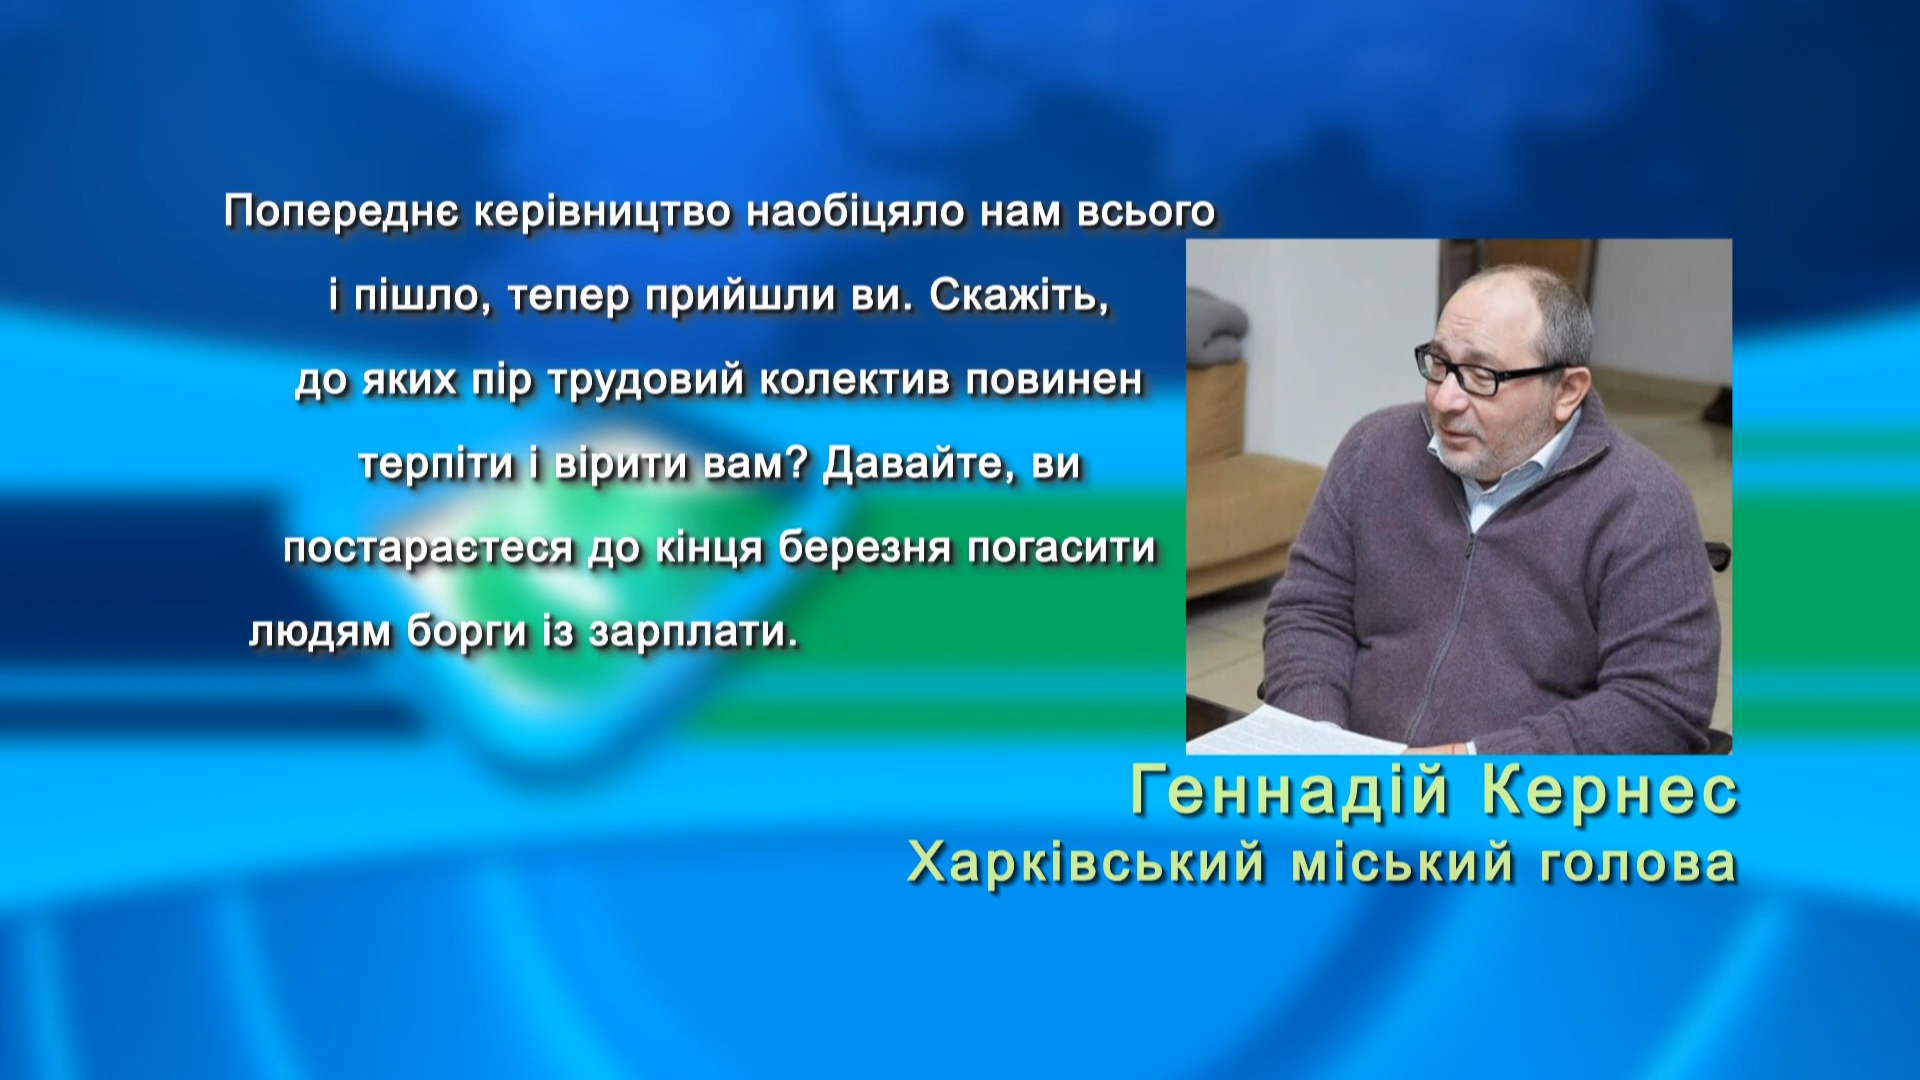 Попереднє керівництво наобіцяло нам всього
і пішло, тепер прийшли ви. Скажіть,
до яких пір трудовий колектив повинен
терпіти і вірити вам? Давайте, ви
постараєтеся до кінця березня погасити
людям борги із зарплати.
Геннадій Кернес
Харківський міський голова